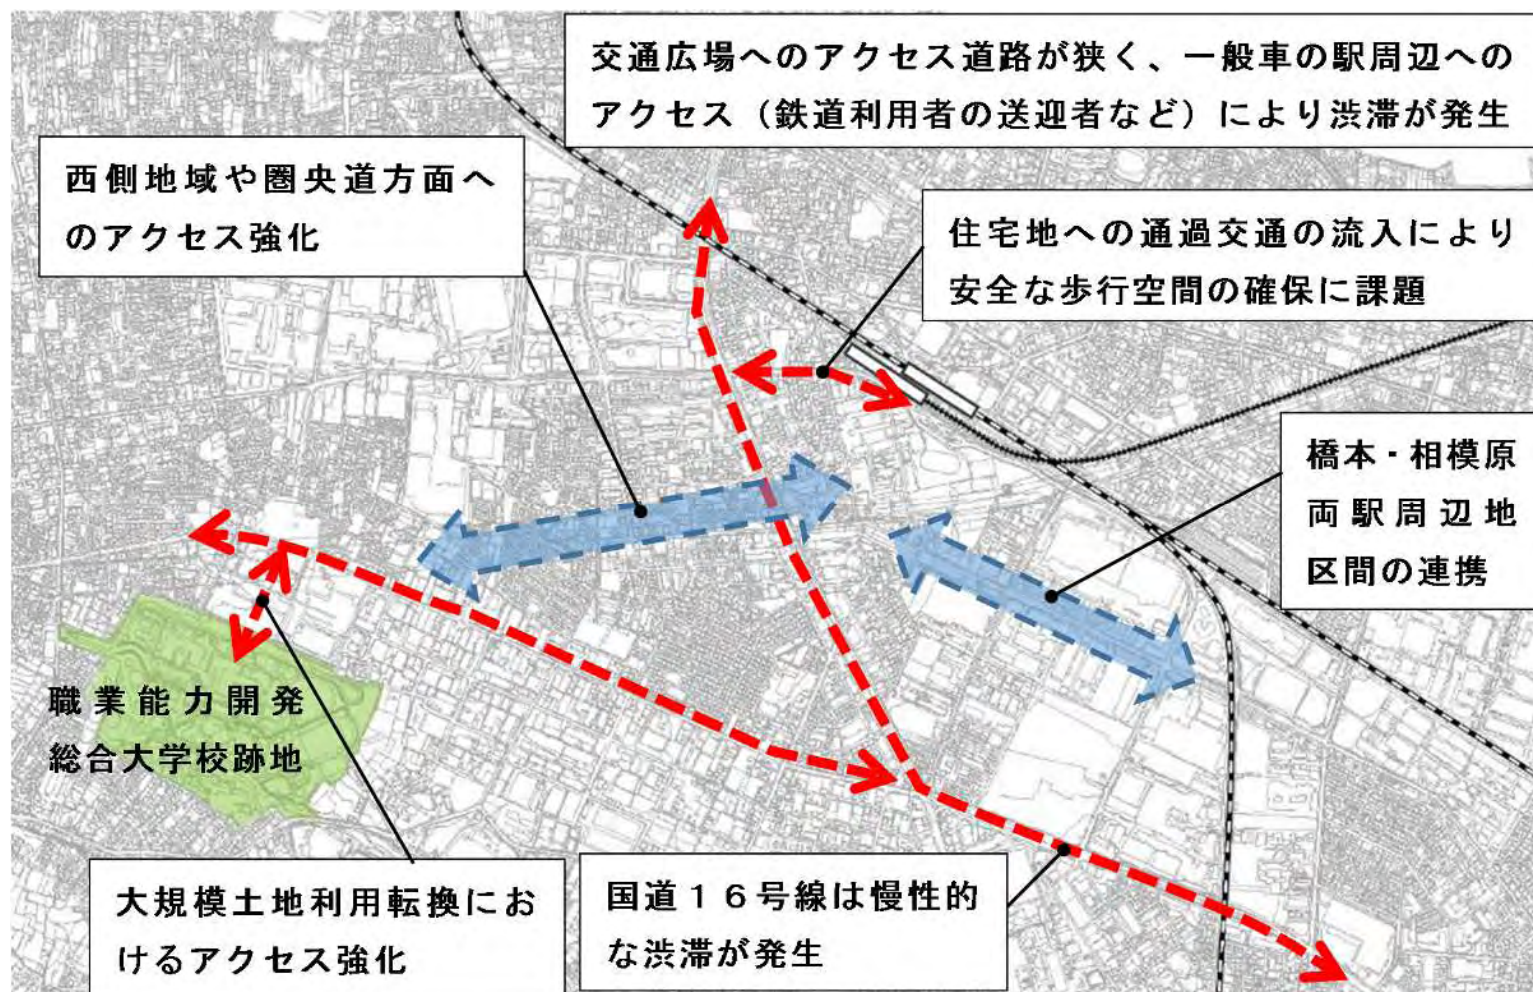 交通広場へのアクセス道路が狭く、一般車の駅周辺への
アクセス（鉄道利用者の送迎者など）により渋滞が発生
西側地域や圏央道方面へ
のアクセス強化
住宅地への通過交通の流入により
安全な歩行空間の確保に課題
橋本・相模原
両駅周辺地
区間の連携
職業能力開発
総合大学校跡地
大規模土地利用転換にお
けるアクセス強化
国道１６号線は慢性的
な渋滞が発生